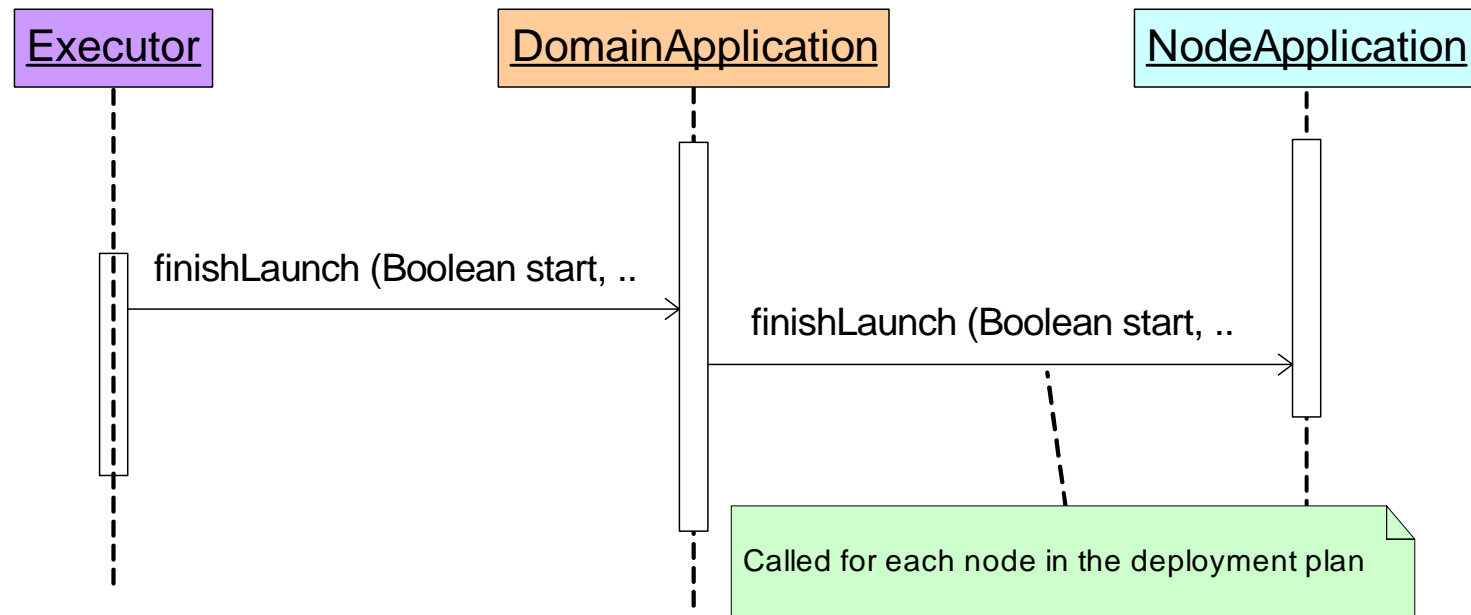 Executor
DomainApplication
NodeApplication
finishLaunch (Boolean start, ..
finishLaunch (Boolean start, ..
Called for each node in the deployment plan